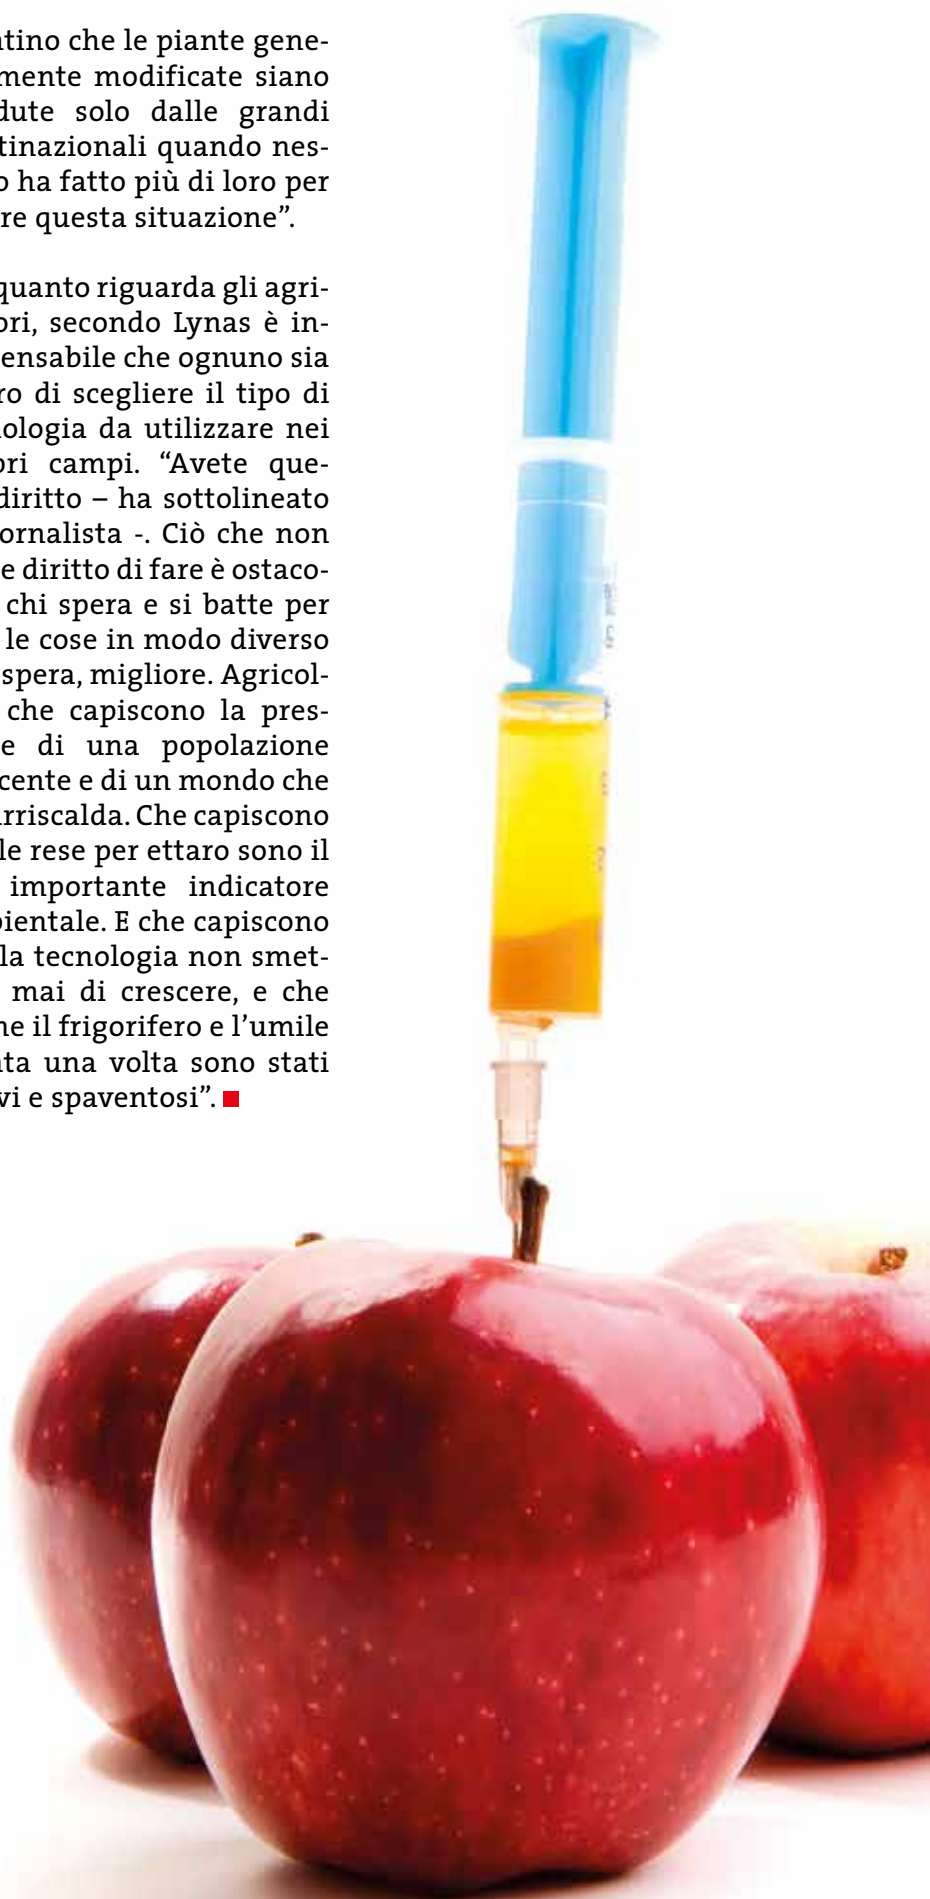 tino che le piante gene-
mente modificate siano
dute solo dalle grandi
tinazionali quando nes-
o ha fatto più di loro per
re questa situazione”.
quanto riguarda gli agri-
ori, secondo Lynas è in-
ensabile che ognuno sia
ro di scegliere il tipo di
ologia da utilizzare nei
pri campi. “Avete que-
diritto – ha sottolineato
ornalista -. Ciò che non
e diritto di fare è ostaco-
chi spera e si batte per
le cose in modo diverso
spera, migliore. Agricol-
che capiscono la pres-
e di una popolazione
cente e di un mondo che
arriscalda. Che capiscono
le rese per ettaro sono il
importante indicatore
bientale. E che capiscono
la tecnologia non smet-
mai di crescere, e che
he il frigorifero e l’umile
ata una volta sono stati
vi e spaventosi”.